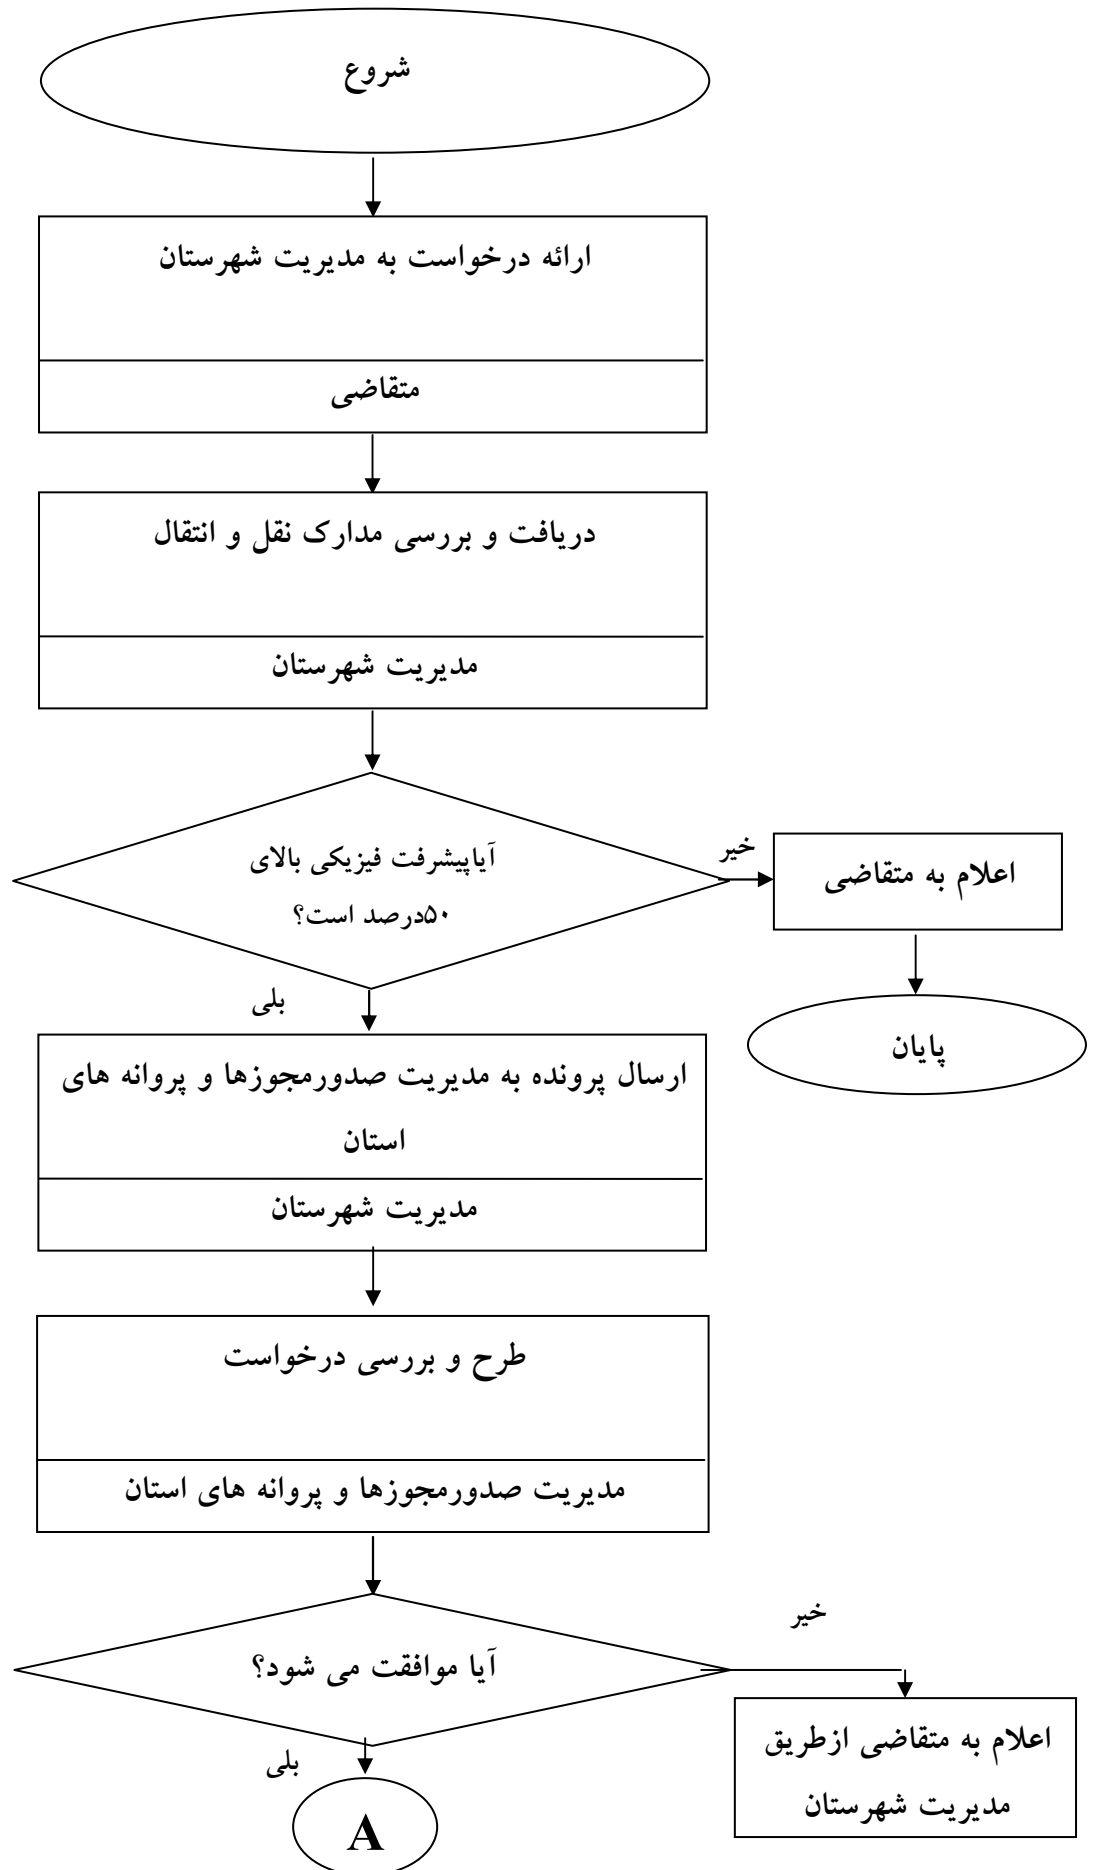 شروع
ارائه درخواست به مدیریت شهرستان
متقاضی
دریافت و بررسی مدارک نقل و انتقال
مدیریت شهرستان
آیاپیشرفت فیزیکی بالای
۵۰درصد است؟
خیر
اعلام به متقاضی
پایان
بلی
ارسال پرونده به مدیریت صدورمجوزها و پروانه های
استان
مدیریت شهرستان
طرح و بررسی درخواست
مدیریت صدورمجوزها و پروانه های استان
آیا موافقت می شود؟
خیر
اعلام به متقاضی ازطریق
مدیریت شهرستان
بلی
A